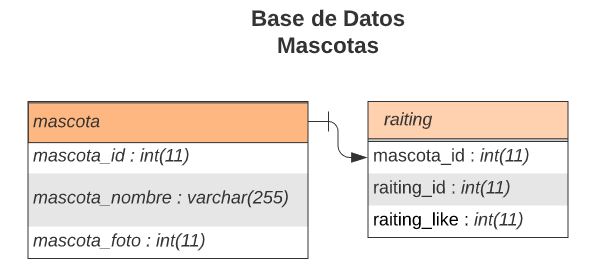 Base de Datos
Mascotas
mascota
mascota_id : int(11)
mascota_nombre : varchar(255)
mascota_foto : int(11)
raiting
mascota_id : int(11)
raiting_id : int(11)
raiting_like : int(11)